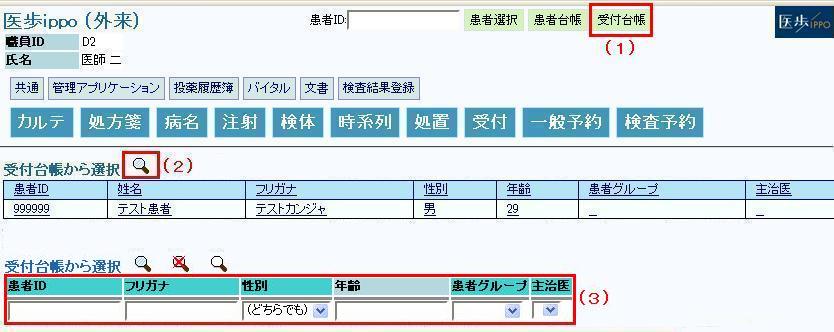 医歩ippo (外来)
患者ID:
患者選択 患者台帳 受付台帳
医歩IPPO
(1)
職員ID D2
氏名 医師 二
共通 管理アプリケーション 投薬履歴簿 バイタル 文書 検査結果登録
カルテ 処方箋 病名 注射 検体 時系列 処置 受付 一般予約 検査予約
受付台帳から選択 (2)
患者ID 姓名 フリガナ 性別 年齢 患者グループ 主治医
999999 テスト患者 テストカンジャ 男 29
受付台帳から選択
患者ID フリガナ 性別 年齢 患者グループ 主治医
(どちらでも)
(3)